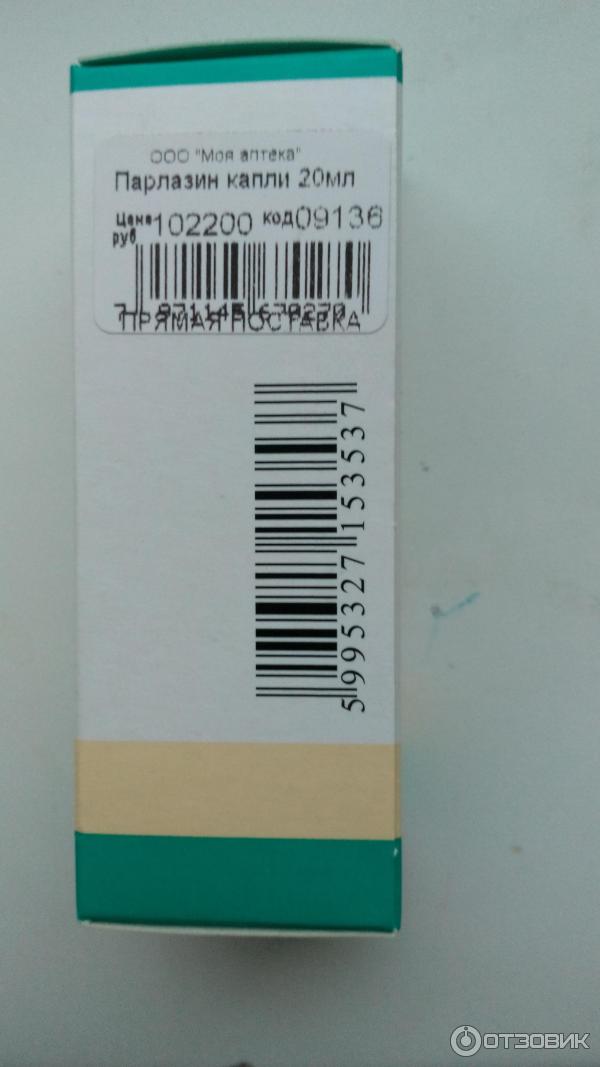 ООО "Моя аптека"
Парлазин капли 20мл
Цена руб 102200 код09136
ПРЯМАЯ ПОСТАВКА
5995327153537
ОТЗОВИК